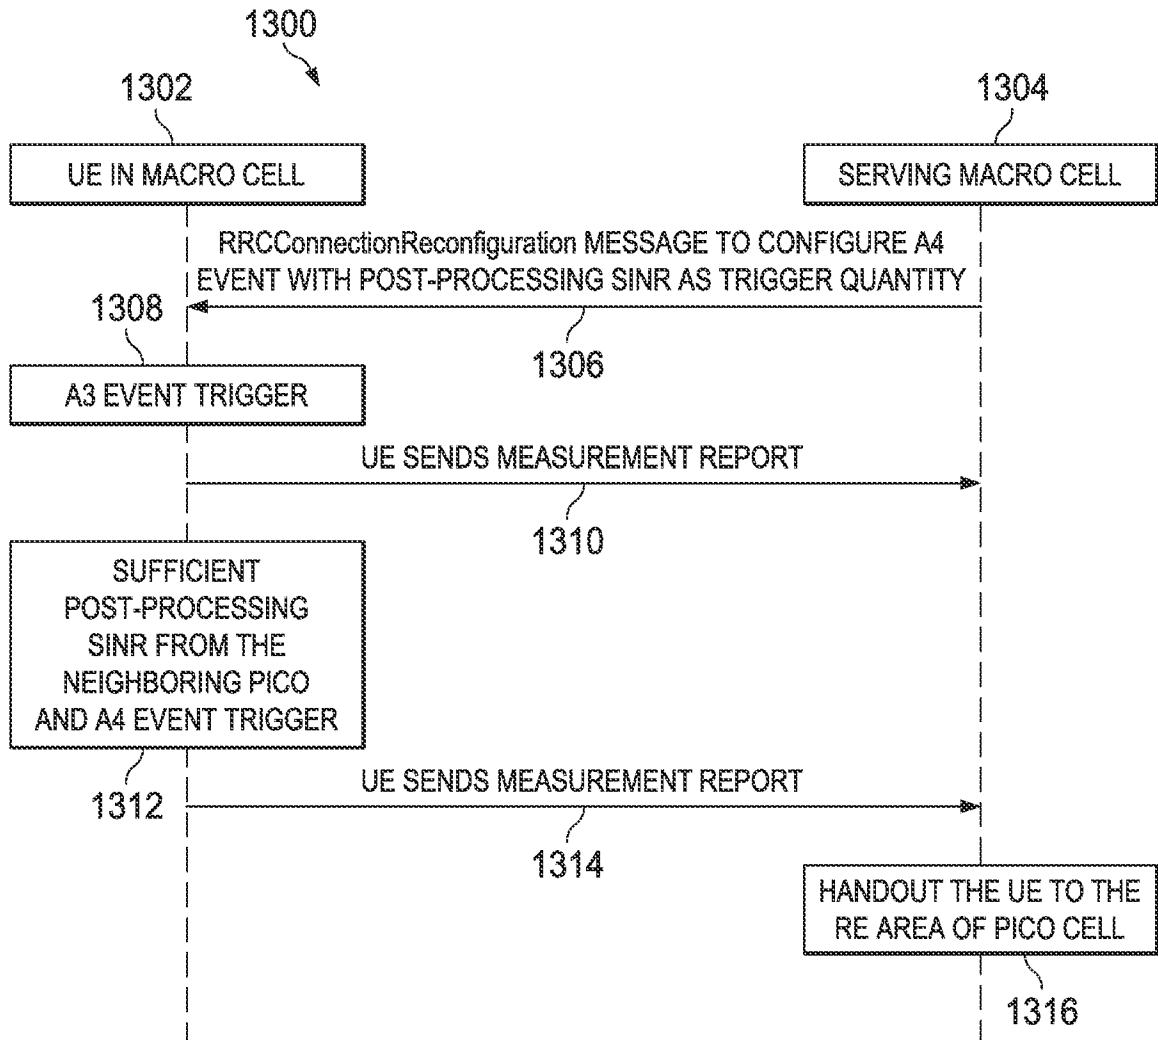 1300
1302
1304
UE IN MACRO CELL
SERVING MACRO CELL
RRCConnectionReconfiguration MESSAGE TO CONFIGURE A4
EVENT WITH POST-PROCESSING SINR AS TRIGGER QUANTITY
1308
1306
A3 EVENT TRIGGER
UE SENDS MEASUREMENT REPORT
1310
SUFFICIENT
POST-PROCESSING
SINR FROM THE
NEIGHBORING PICO
AND A4 EVENT TRIGGER
1312
UE SENDS MEASUREMENT REPORT
1314
HANDOUT THE UE TO THE
RE AREA OF PICO CELL
1316